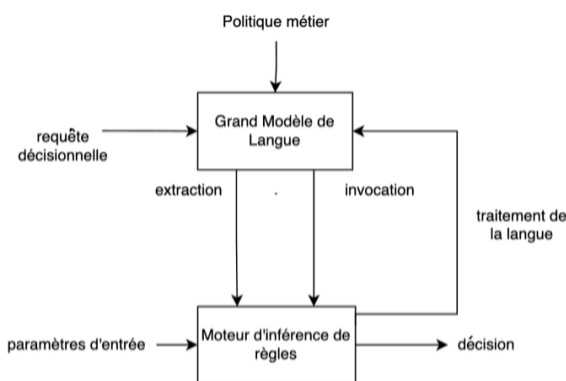 Politique métier
Grand Modèle de
Langue
requête
décisionnelle
extraction
invocation
traitement de
la langue
paramètres d'entrée
Moteur d'inférence de
règles
décision